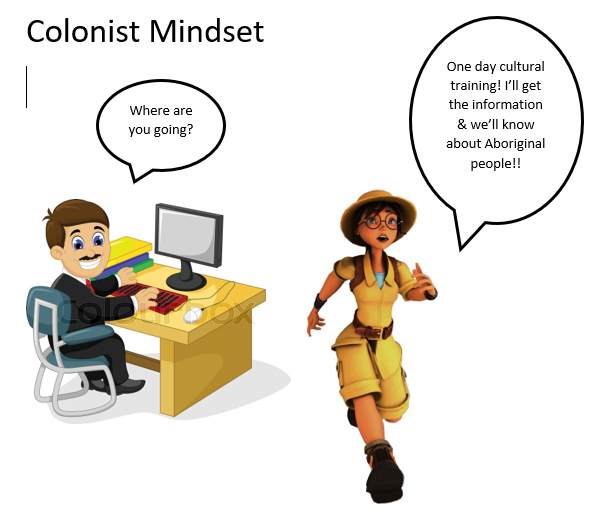 Colonist Mindset
Where are
you going?
One day cultural
training! I’ll get
the information
& we’ll know
about Aboriginal
people!!
Colourbox